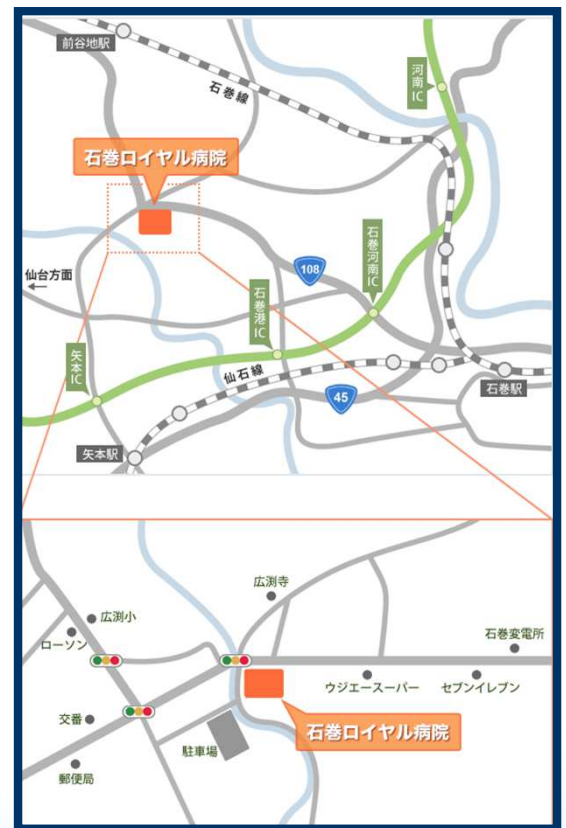 前谷地駅
石巻線
河南IC
石巻ロイヤル病院
108
石巻河南IC
仙台方面
石巻港IC
矢本IC
仙石線
45
石巻駅
矢本駅
広渕寺
広渕小
ローソン
石巻変電所
ウジエースーパー
セブンイレブン
交番
石巻ロイヤル病院
駐車場
郵便局